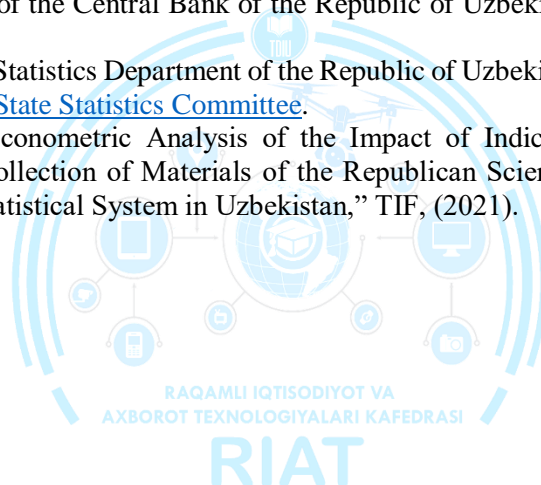 of the Central Bank of the Republic of Uzbeki
Statistics Department of the Republic of Uzbeki
State Statistics Committee.
conometric Analysis of the Impact of Indic
ollection of Materials of the Republican Scien
atistical System in Uzbekistan,” TIF, (2021).
RAQAMLI IQTISODIYOT VA
AXBOROT TEXNOLOGIYALARI KAFEDRASI
RIAT